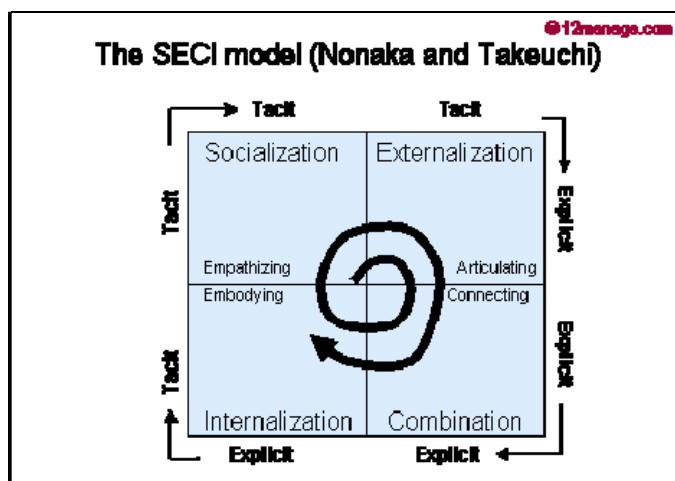 ©12manage.com
The SECI model (Nonaka and Takeuchi)
Tacit Tacit
Socialization Externalization
Tacit Explicit
Empathizing Articulating
Embodying Connecting
Tacit Explicit
Internalization Combination
Explicit Explicit